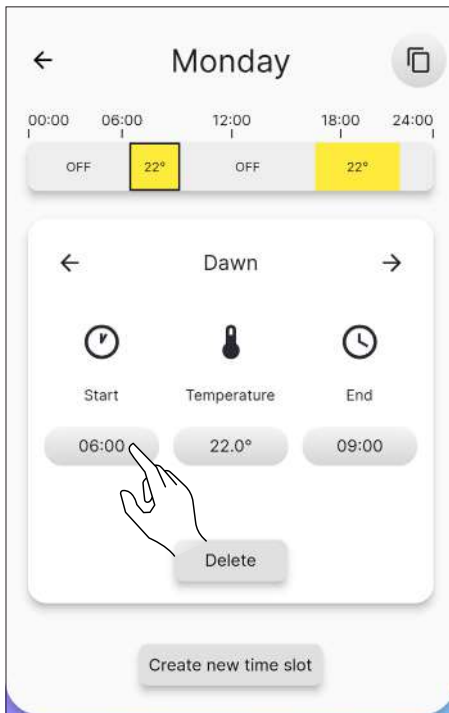 Monday
00:00 06:00 12:00 18:00 24:00
OFF 22° OFF 22°
Dawn
Start Temperature End
06:00 22.0° 09:00
Delete
Create new time slot